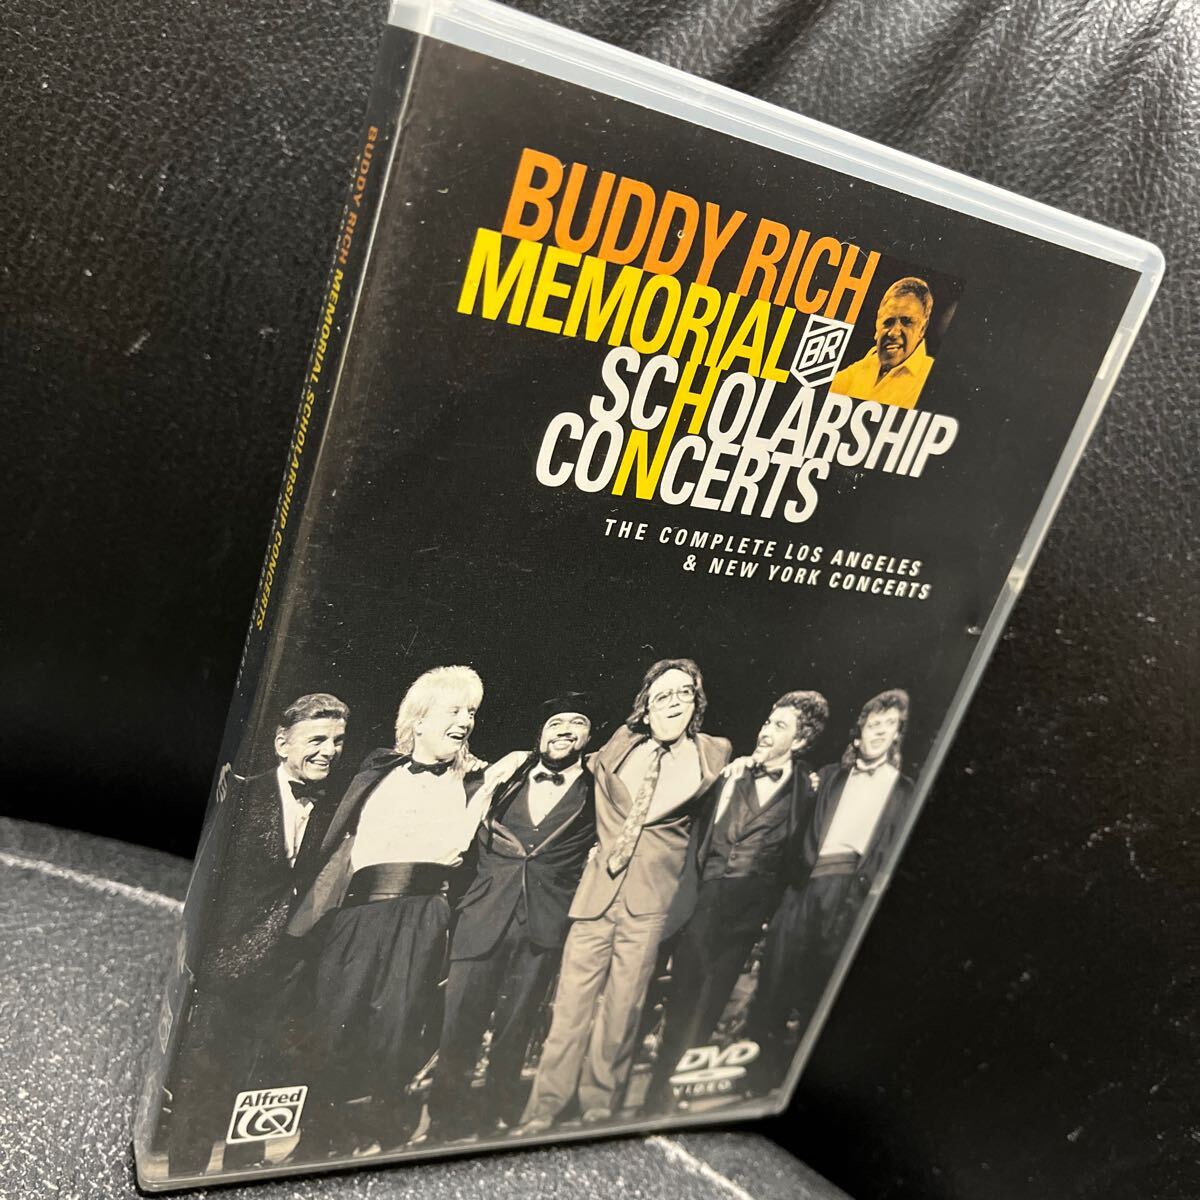 BUDDY RICH
MEMORIAL
BR
SCHOLARSHIP
CONCERTS
THE COMPLETE LOS ANGELES
& NEW YORK CONCERTS
BUDDY RICH MEMORIAL SCHOLARSHIP CONCERTS
DVD
VIDEO
Alfred